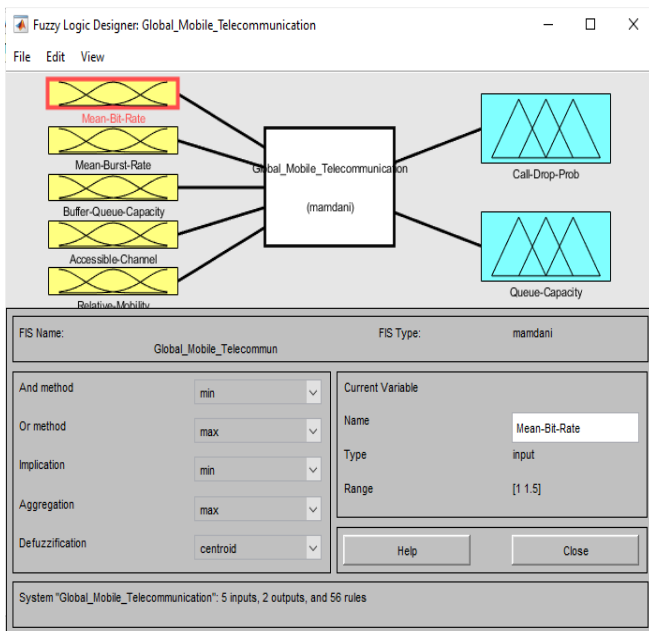 Fuzzy Logic Designer: Global_Mobile_Telecommunication
File Edit View
Mean-Bit-Rate
Mean-Burst-Rate
Buffer-Queue-Capacity
Accessible-Channel
Relative-Mobility
Global_Mobile_Telecommunication
(mamdani)
Call-Drop-Prob
Queue-Capacity
FIS Name:
Global_Mobile_Telecommun
FIS Type: mamdani
And method min
Or method max
Implication min
Aggregation max
Defuzzification centroid
Current Variable
Name Mean-Bit-Rate
Type input
Range [1 1.5]
Help Close
System "Global_Mobile_Telecommunication": 5 inputs, 2 outputs, and 56 rules